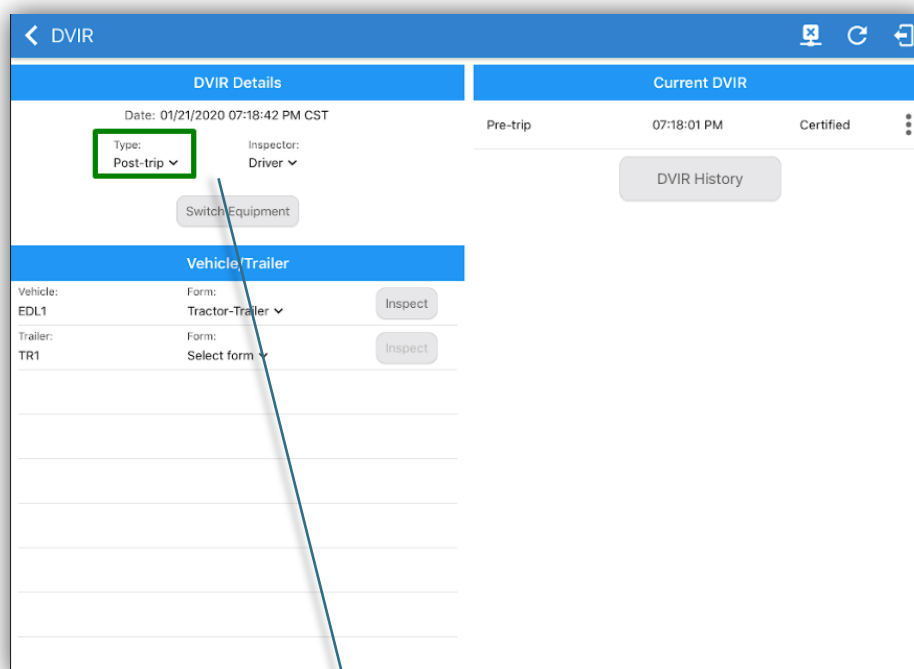 DVIR
DVIR Details
Date: 01/21/2020 07:18:42 PM CST
Type:
Inspector:
Post-trip
Driver
Switch Equipment
Vehicle/Trailer
Vehicle:
Form:
EDL1
Tractor-Trailer
Inspect
Trailer:
Form:
TR1
Select form
Inspect
Current DVIR
Pre-trip
07:18:01 PM
Certified
DVIR History